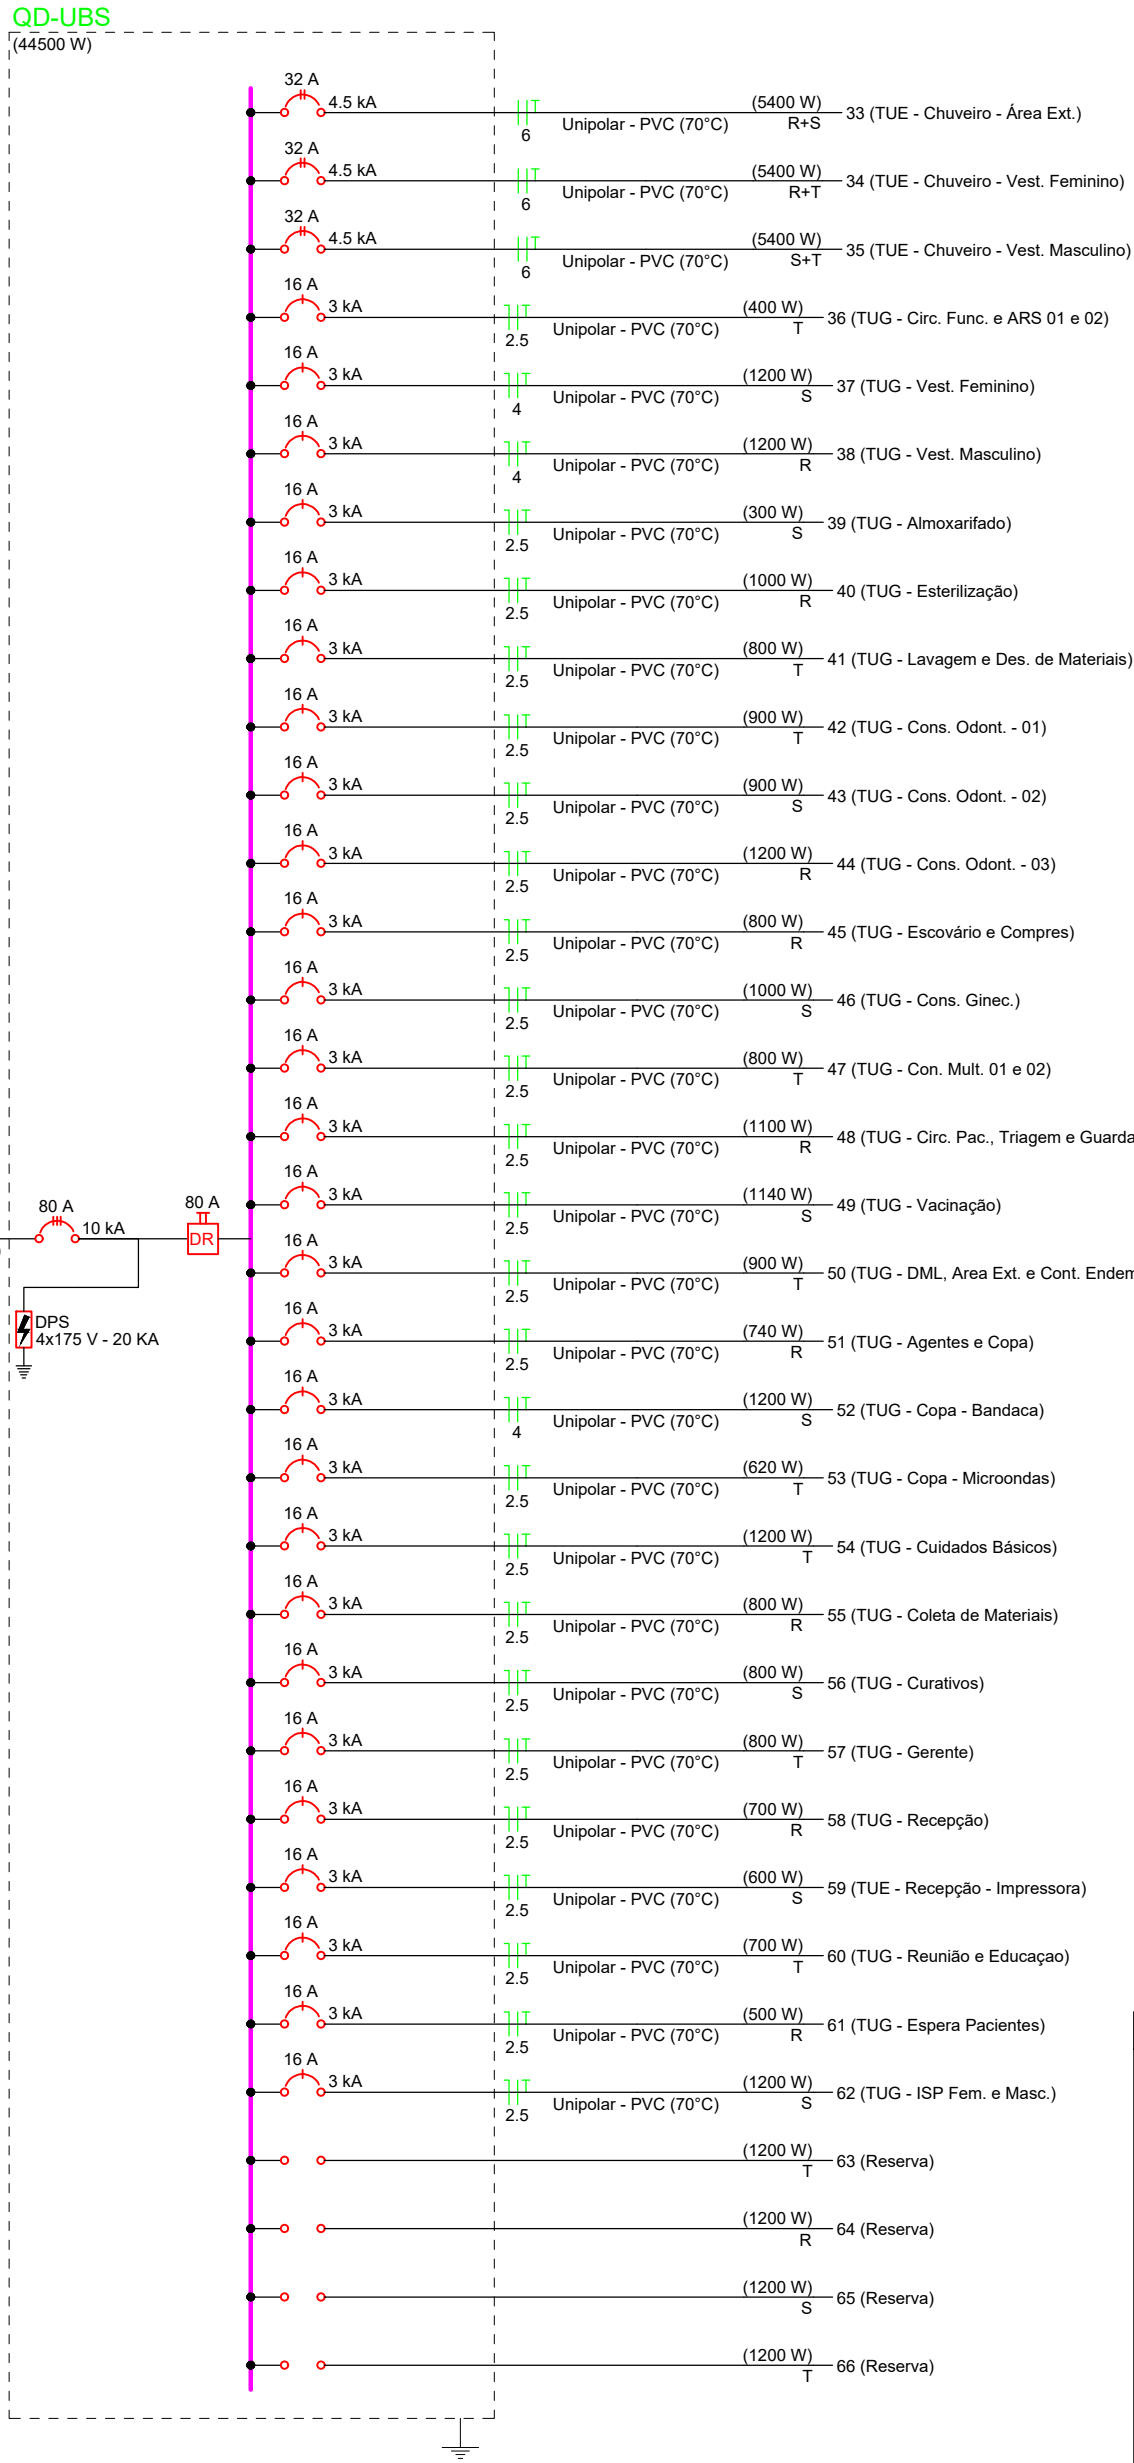 QD-UBS
(44500 W)
32 A
4.5 kA
6
Unipolar - PVC (70°C)
(5400 W)
R+S
33 (TUE - Chuveiro - Área Ext.)
32 A
4.5 kA
6
Unipolar - PVC (70°C)
(5400 W)
R+T
34 (TUE - Chuveiro - Vest. Feminino)
32 A
4.5 kA
6
Unipolar - PVC (70°C)
(5400 W)
S+T
35 (TUE - Chuveiro - Vest. Masculino)
16 A
3 kA
2.5
Unipolar - PVC (70°C)
(400 W)
T
36 (TUG - Circ. Func. e ARS 01 e 02)
16 A
3 kA
4
Unipolar - PVC (70°C)
(1200 W)
S
37 (TUG - Vest. Feminino)
16 A
3 kA
4
Unipolar - PVC (70°C)
(1200 W)
R
38 (TUG - Vest. Masculino)
16 A
3 kA
2.5
Unipolar - PVC (70°C)
(300 W)
S
39 (TUG - Almoxarifado)
16 A
3 kA
2.5
Unipolar - PVC (70°C)
(1000 W)
R
40 (TUG - Esterilização)
16 A
3 kA
2.5
Unipolar - PVC (70°C)
(800 W)
T
41 (TUG - Lavagem e Des. de Materiais)
16 A
3 kA
2.5
Unipolar - PVC (70°C)
(900 W)
T
42 (TUG - Cons. Odont. - 01)
16 A
3 kA
2.5
Unipolar - PVC (70°C)
(900 W)
S
43 (TUG - Cons. Odont. - 02)
16 A
3 kA
2.5
Unipolar - PVC (70°C)
(1200 W)
R
44 (TUG - Cons. Odont. - 03)
16 A
3 kA
2.5
Unipolar - PVC (70°C)
(800 W)
R
45 (TUG - Escovário e Compres)
16 A
3 kA
2.5
Unipolar - PVC (70°C)
(1000 W)
S
46 (TUG - Cons. Ginec.)
16 A
3 kA
2.5
Unipolar - PVC (70°C)
(800 W)
T
47 (TUG - Con. Mult. 01 e 02)
16 A
3 kA
2.5
Unipolar - PVC (70°C)
(1100 W)
R
48 (TUG - Circ. Pac., Triagem e Guarda
16 A
3 kA
2.5
Unipolar - PVC (70°C)
(1140 W)
S
49 (TUG - Vacinação)
80 A
10 kA
80 A
DR
DPS
4x175 V - 20 KA
16 A
3 kA
2.5
Unipolar - PVC (70°C)
(900 W)
T
50 (TUG - DML, Area Ext. e Cont. Endem
16 A
3 kA
2.5
Unipolar - PVC (70°C)
(740 W)
R
51 (TUG - Agentes e Copa)
16 A
3 kA
4
Unipolar - PVC (70°C)
(1200 W)
S
52 (TUG - Copa - Bandaca)
16 A
3 kA
2.5
Unipolar - PVC (70°C)
(620 W)
T
53 (TUG - Copa - Microondas)
16 A
3 kA
2.5
Unipolar - PVC (70°C)
(1200 W)
T
54 (TUG - Cuidados Básicos)
16 A
3 kA
2.5
Unipolar - PVC (70°C)
(800 W)
R
55 (TUG - Coleta de Materiais)
16 A
3 kA
2.5
Unipolar - PVC (70°C)
(800 W)
S
56 (TUG - Curativos)
16 A
3 kA
2.5
Unipolar - PVC (70°C)
(800 W)
T
57 (TUG - Gerente)
16 A
3 kA
2.5
Unipolar - PVC (70°C)
(700 W)
R
58 (TUG - Recepção)
16 A
3 kA
2.5
Unipolar - PVC (70°C)
(600 W)
S
59 (TUE - Recepção - Impressora)
16 A
3 kA
2.5
Unipolar - PVC (70°C)
(700 W)
T
60 (TUG - Reunião e Educaçao)
16 A
3 kA
2.5
Unipolar - PVC (70°C)
(500 W)
R
61 (TUG - Espera Pacientes)
16 A
3 kA
2.5
Unipolar - PVC (70°C)
(1200 W)
S
62 (TUG - ISP Fem. e Masc.)
(1200 W)
T
63 (Reserva)
(1200 W)
R
64 (Reserva)
(1200 W)
S
65 (Reserva)
(1200 W)
T
66 (Reserva)